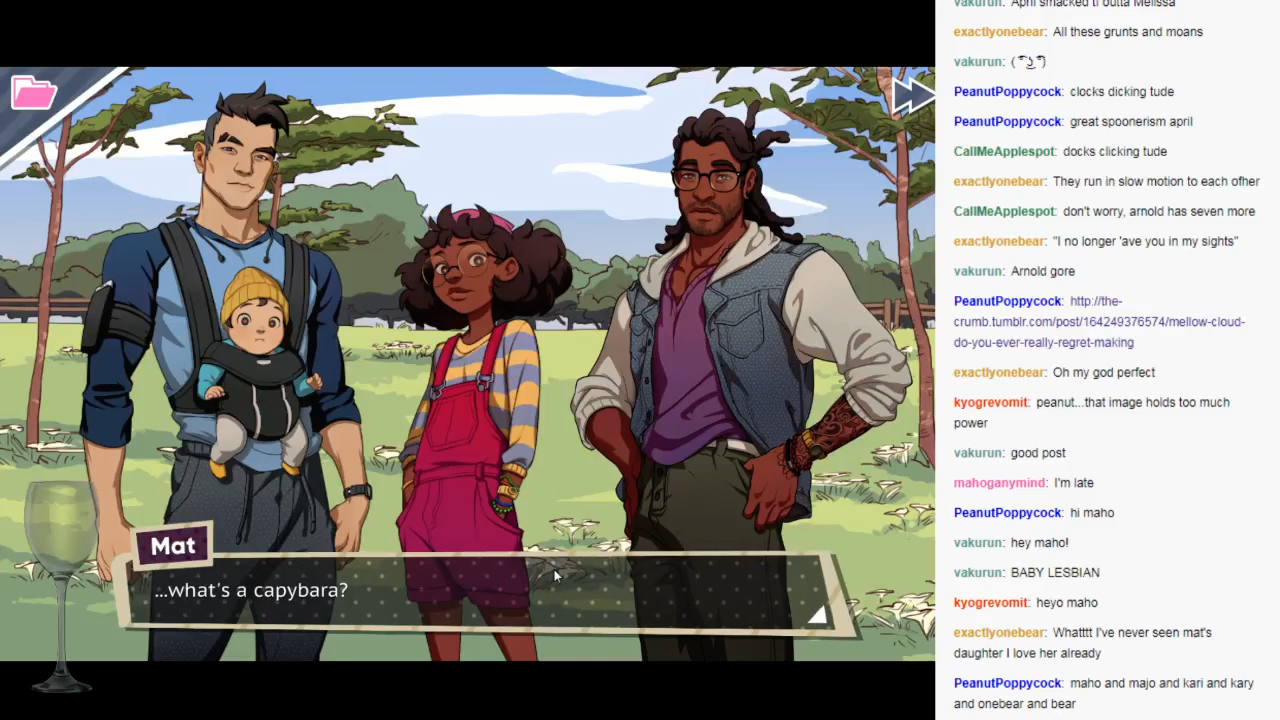 Mat
...what's a capybara?
vakurun: April smacked ti outta Melissa
exactlyonebear: All these grunts and moans
vakurun: ( ͡° ͜ʖ ͡°)
PeanutPoppycock: clocks dicking tude
PeanutPoppycock: great spoonerism april
CallMeApplespot: docks clicking tude
exactlyonebear: They run in slow motion to each ofher
CallMeApplespot: don't worry, arnold has seven more
exactlyonebear: "I no longer 'ave you in my sights"
vakurun: Arnold gore
PeanutPoppycock: http://the-
crumb.tumblr.com/post/164249376574/mellow-cloud-
do-you-ever-really-regret-making
exactlyonebear: Oh my god perfect
kyogrevomit: peanut...that image holds too much
power
vakurun: good post
mahoganymind: I'm late
PeanutPoppycock: hi maho
vakurun: hey maho!
vakurun: BABY LESBIAN
kyogrevomit: heyo maho
exactlyonebear: Whatttt I've never seen mat's
daughter I love her already
PeanutPoppycock: maho and majo and kari and kary
and onebear and bear